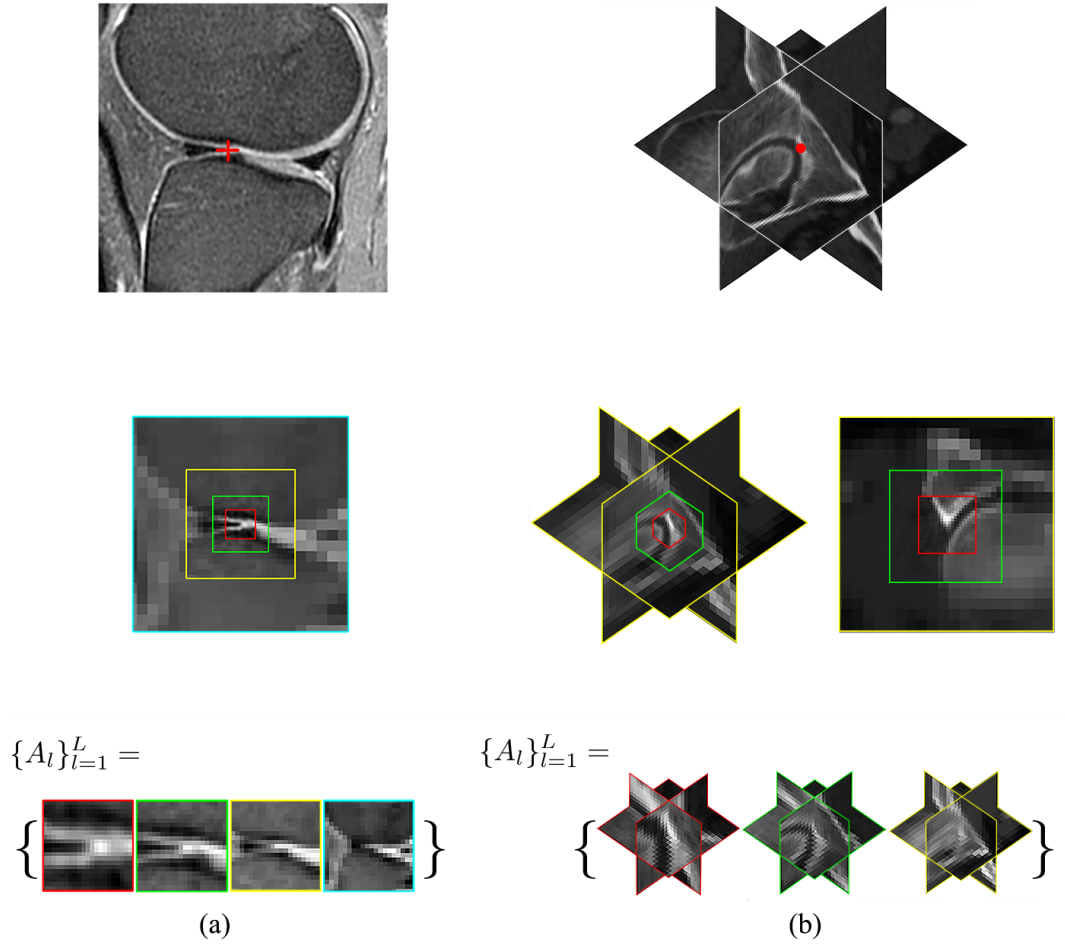 {A_l}_{l=1}^{L} =
{A_l}_{l=1}^{L} =
{ }
{ }
(a)
(b)